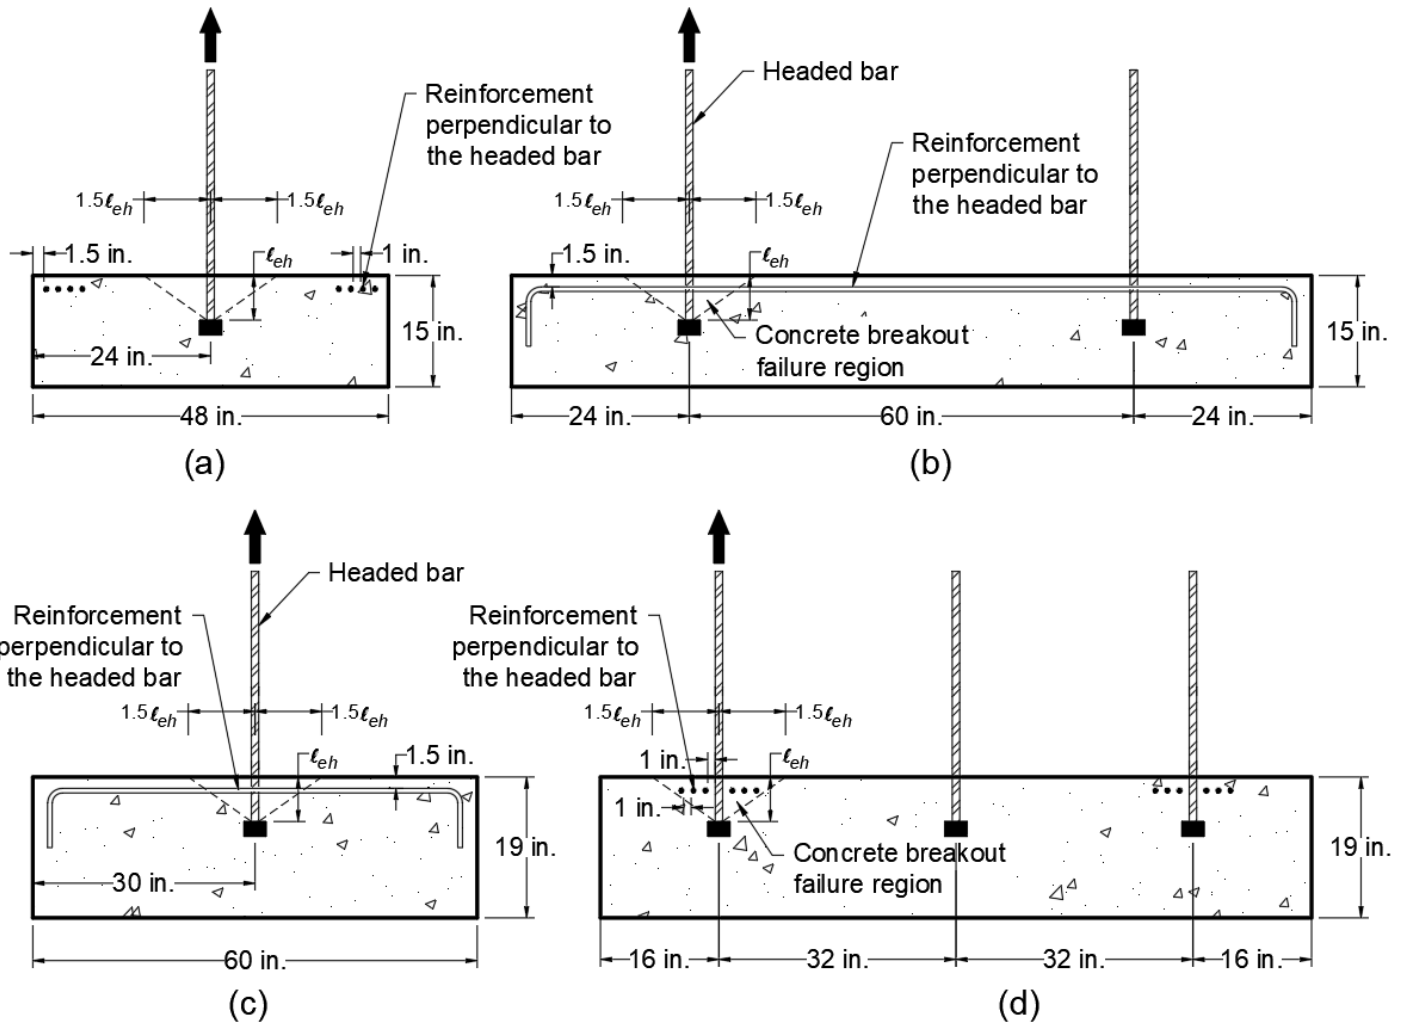 Headed bar
Reinforcement
perpendicular to
the headed bar
Reinforcement
perpendicular to
the headed bar
1.5ℓeh
1.5ℓeh
1.5ℓeh
1.5ℓeh
1.5 in.
ℓeh
1 in.
1.5 in.
ℓeh
15 in.
24 in.
Concrete breakout
failure region
15 in.
48 in.
24 in.
60 in.
24 in.
(a)
(b)
Headed bar
Reinforcement
perpendicular to
the headed bar
Reinforcement
perpendicular to
the headed bar
1.5ℓeh
1.5ℓeh
1.5ℓeh
1.5ℓeh
ℓeh
1.5 in.
1 in.
ℓeh
1 in.
19 in.
30 in.
Concrete breakout
failure region
19 in.
60 in.
16 in.
32 in.
32 in.
16 in.
(c)
(d)